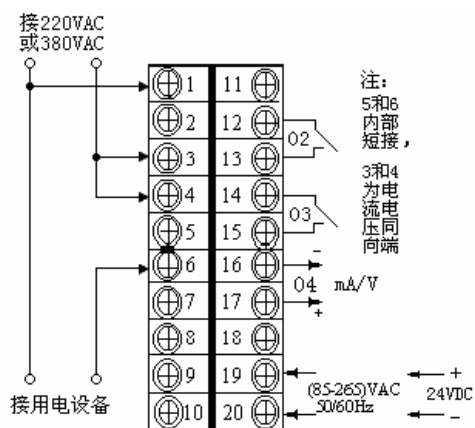 接220VAC
或380VAC
1 11
2 12
3 13
4 14
5 15
6 16
7 17
8 18
9 19
10 20
O2
O3
-
O4 mA/V
+
注:
5和6
内部
短接,
3和4
为电
流电
压同
向端
(85-265)VAC
50/60Hz
+
24VDC
-
接用电设备